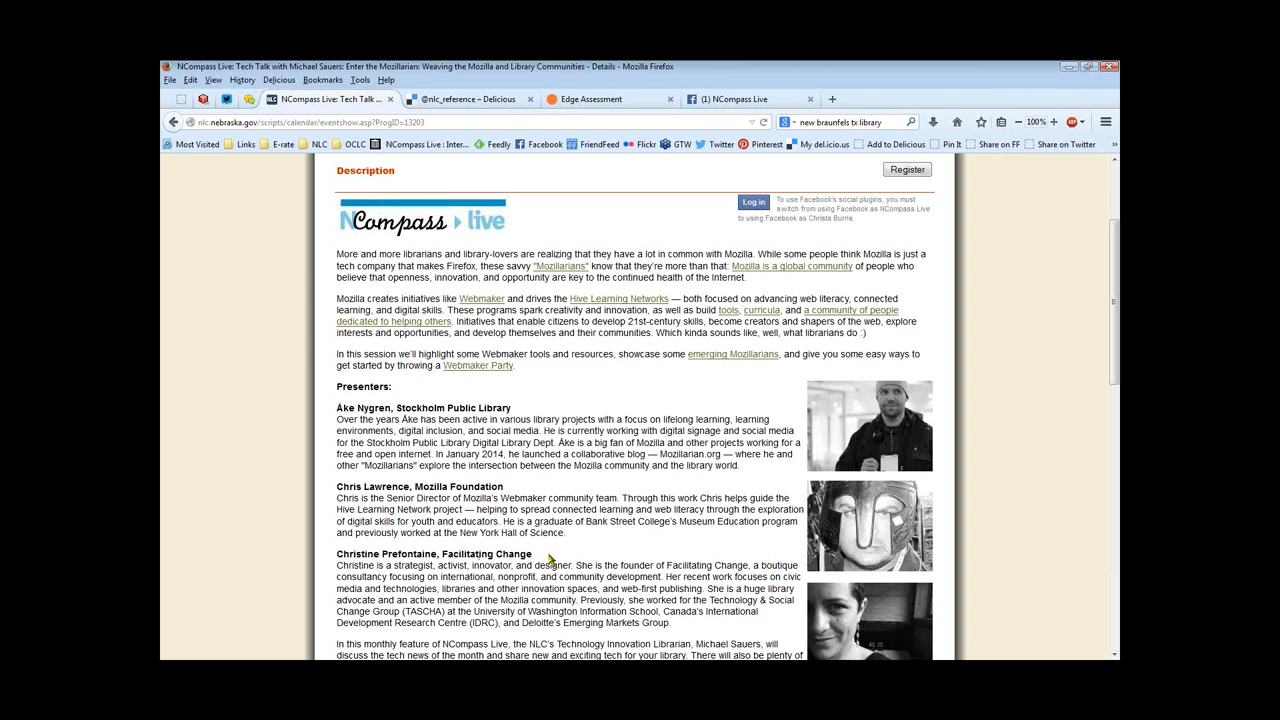 NCompass Live: Tech Talk with Michael Sauers: Enter the Mozillarian: Weaving the Mozilla and Library Communities - Details - Mozilla Firefox
File Edit View History Delicious Bookmarks Tools Help
NCompass Live: Tech Talk ... × @nlc_reference – Delicious × Edge Assessment × (1) NCompass Live × +
nlc.nebraska.gov/scripts/calendar/eventshow.asp?ProgID=13203 new braunfels tx library 100%
Most Visited Links E-rate NLC OCLC NCompass Live : Inter... Feedly Facebook FriendFeed Flickr GTW Twitter Pinterest My del.icio.us Add to Delicious Pin It Share on FF Share on Twitter »
Description Register
NCompass live
Log in To use Facebook's social plugins, you must
switch from using Facebook as NCompass Live
to using Facebook as Christa Burns.
More and more librarians and library-lovers are realizing that they have a lot in common with Mozilla. While some people think Mozilla is just a
tech company that makes Firefox, these savvy "Mozillarians" know that they're more than that: Mozilla is a global community of people who
believe that openness, innovation, and opportunity are key to the continued health of the Internet.
Mozilla creates initiatives like Webmaker and drives the Hive Learning Networks — both focused on advancing web literacy, connected
learning, and digital skills. These programs spark creativity and innovation, as well as build tools, curricula, and a community of people
dedicated to helping others. Initiatives that enable citizens to develop 21st-century skills, become creators and shapers of the web, explore
interests and opportunities, and develop themselves and their communities. Which kinda sounds like, well, what librarians do :)
In this session we'll highlight some Webmaker tools and resources, showcase some emerging Mozillarians, and give you some easy ways to
get started by throwing a Webmaker Party.
Presenters:
Åke Nygren, Stockholm Public Library
Over the years Åke has been active in various library projects with a focus on lifelong learning, learning
environments, digital inclusion, and social media. He is currently working with digital signage and social media
for the Stockholm Public Library Digital Library Dept. Åke is a big fan of Mozilla and other projects working for a
free and open internet. In January 2014, he launched a collaborative blog — Mozillarian.org — where he and
other "Mozillarians" explore the intersection between the Mozilla community and the library world.
Chris Lawrence, Mozilla Foundation
Chris is the Senior Director of Mozilla's Webmaker community team. Through this work Chris helps guide the
Hive Learning Network project — helping to spread connected learning and web literacy through the exploration
of digital skills for youth and educators. He is a graduate of Bank Street College's Museum Education program
and previously worked at the New York Hall of Science.
Christine Prefontaine, Facilitating Change
Christine is a strategist, activist, innovator, and designer. She is the founder of Facilitating Change, a boutique
consultancy focusing on international, nonprofit, and community development. Her recent work focuses on civic
media and technologies, libraries and other innovation spaces, and web-first publishing. She is a huge library
advocate and an active member of the Mozilla community. Previously, she worked for the Technology & Social
Change Group (TASCHA) at the University of Washington Information School, Canada's International
Development Research Centre (IDRC), and Deloitte's Emerging Markets Group.
In this monthly feature of NCompass Live, the NLC's Technology Innovation Librarian, Michael Sauers, will
discuss the tech news of the month and share new and exciting tech for your library. There will also be plenty of